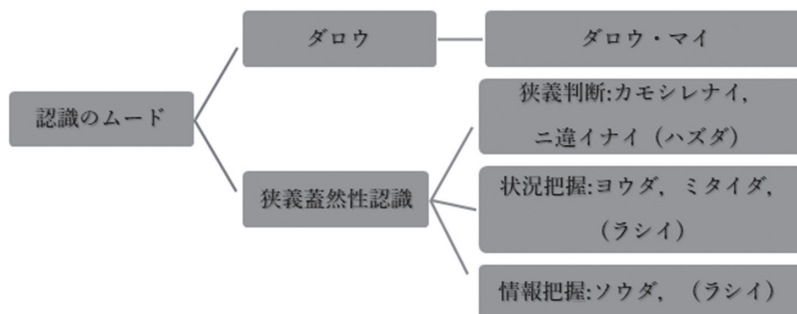 認識のムード
ダロウ
ダロウ・マイ
狭義蓋然性認識
狭義判断:カモシレナイ,
ニ違イナイ（ハズダ）
状況把握:ヨウダ, ミタイダ,
（ラシイ）
情報把握:ソウダ, （ラシイ）